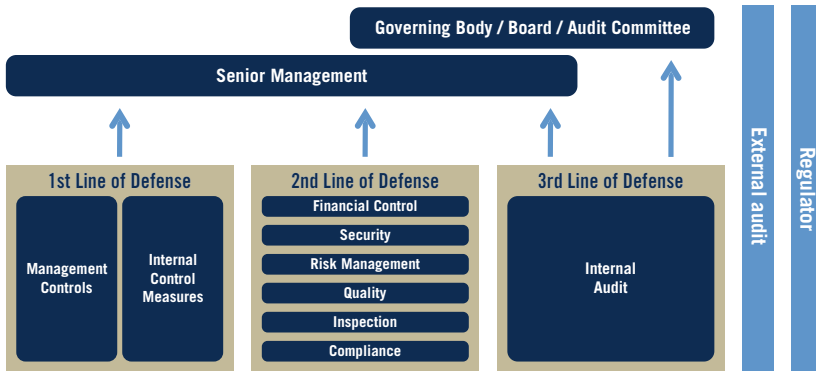 Governing Body / Board / Audit Committee
Senior Management
1st Line of Defense
Management
Controls
Internal
Control
Measures
2nd Line of Defense
Financial Control
Security
Risk Management
Quality
Inspection
Compliance
3rd Line of Defense
Internal
Audit
External audit
Regulator